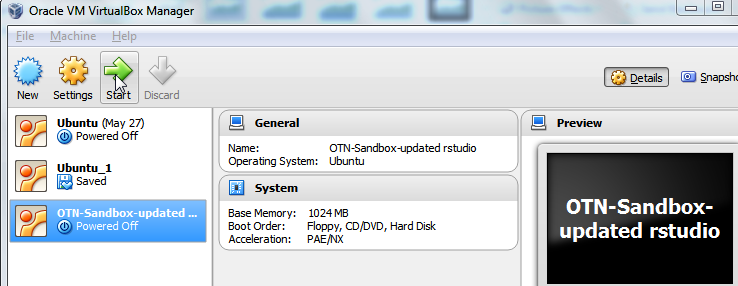 Oracle VM VirtualBox Manager
File Machine Help
New Settings Start Discard
Details Snapsho
Ubuntu (May 27)
Powered Off
Ubuntu_1
Saved
OTN-Sandbox-updated ...
Powered Off
General
Name: OTN-Sandbox-updated rstudio
Operating System: Ubuntu
System
Base Memory: 1024 MB
Boot Order: Floppy, CD/DVD, Hard Disk
Acceleration: PAE/NX
Preview
OTN-Sandbox-
updated rstudio